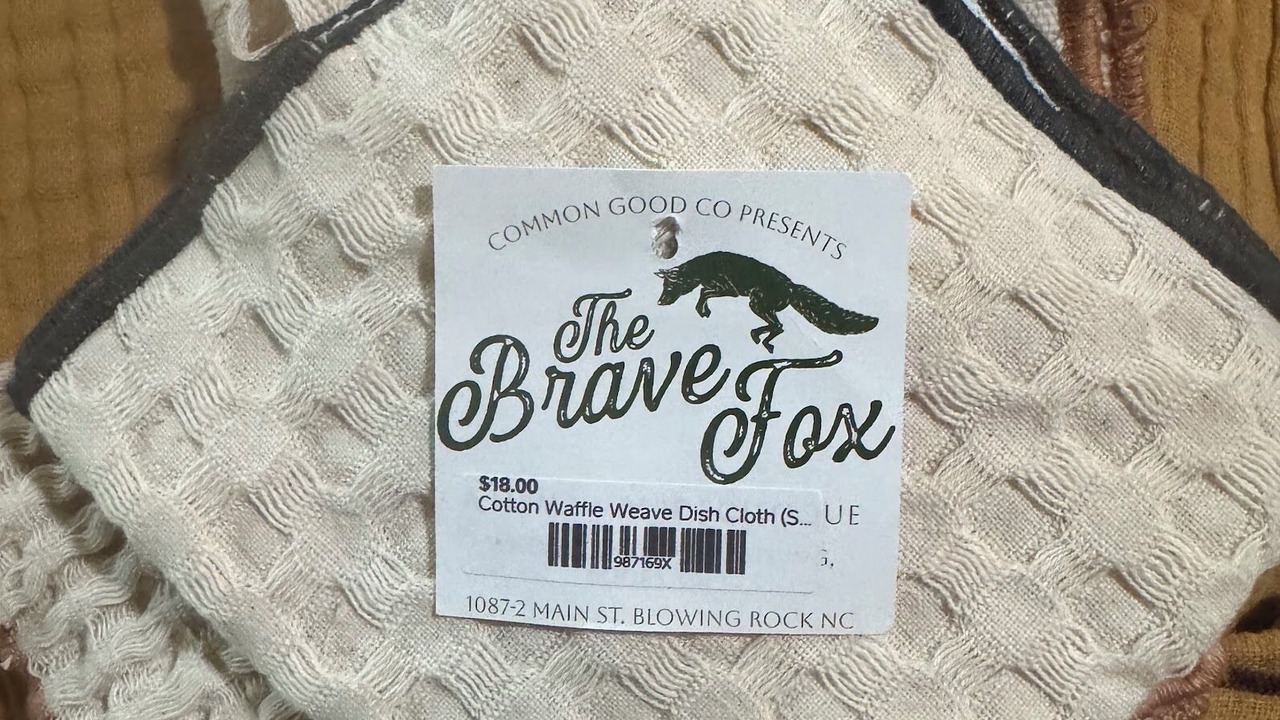 COMMON GOOD CO PRESENTS
The
Brave
Fox
$18.00
Cotton Waffle Weave Dish Cloth (S...
UE
987169X
1087-2 MAIN ST. BLOWING ROCK NC